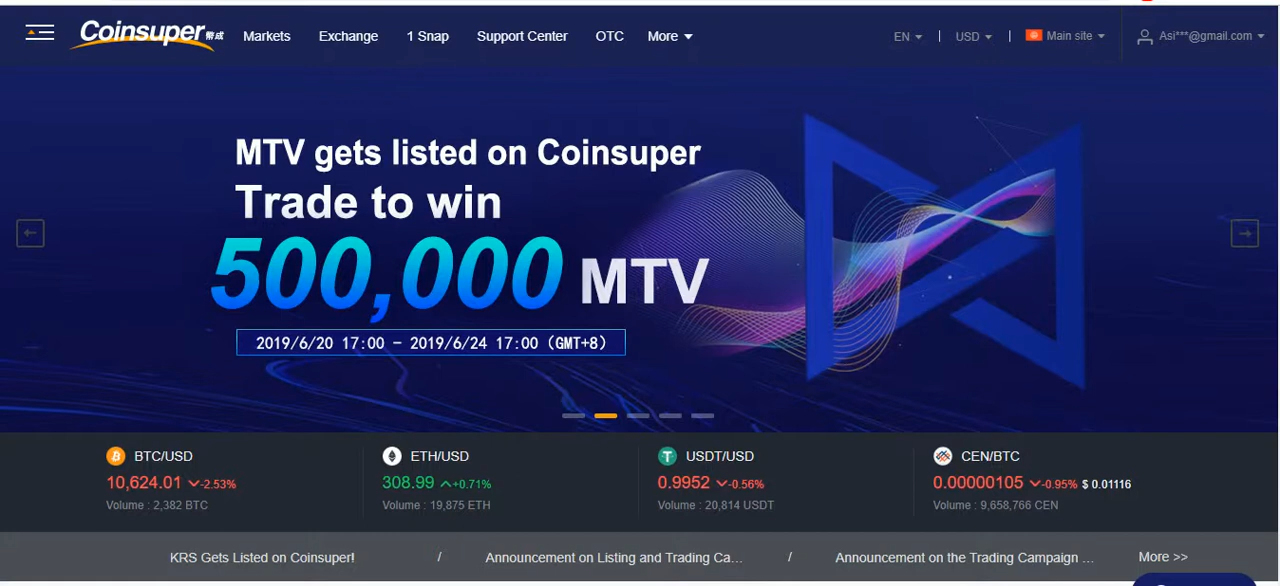 Coinsuper 幣成
Markets
Exchange
1 Snap
Support Center
OTC
More
EN
USD
Main site
Asi***@gmail.com
MTV gets listed on Coinsuper
Trade to win
500,000 MTV
2019/6/20 17:00 - 2019/6/24 17:00 (GMT+8)
BTC/USD
10,624.01 -2.53%
Volume : 2,382 BTC
ETH/USD
308.99 +0.71%
Volume : 19,875 ETH
USDT/USD
0.9952 -0.56%
Volume : 20,814 USDT
CEN/BTC
0.00000105 -0.95% $ 0.01116
Volume : 9,658,766 CEN
KRS Gets Listed on Coinsuper!
/
Announcement on Listing and Trading Ca...
/
Announcement on the Trading Campaign ...
More >>